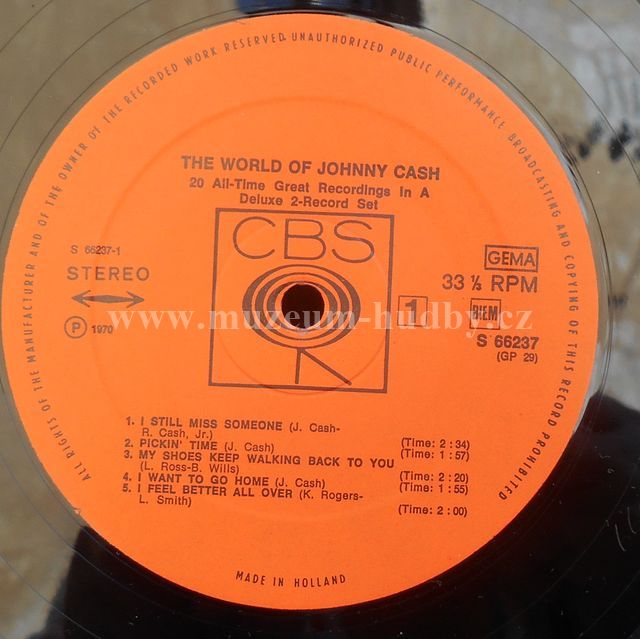 ALL RIGHTS OF THE MANUFACTURER AND OF THE OWNER OF THE RECORDED WORK RESERVED. UNAUTHORIZED PUBLIC PERFORMANCE BROADCASTING AND COPYING OF THIS RECORD PROHIBITED
THE WORLD OF JOHNNY CASH
20 All-Time Great Recordings In A
Deluxe 2-Record Set
CBS
S 66237-1
STEREO
GEMA
33 ⅓ RPM
1
BIEM
Ⓟ 1970
S 66237
(GP 29)
www.muzeum-hudby.cz
1. I STILL MISS SOMEONE (J. Cash-
R. Cash, Jr.) (Time: 2:34)
2. PICKIN' TIME (J. Cash) (Time: 1:57)
3. MY SHOES KEEP WALKING BACK TO YOU
(L. Ross-B. Wills) (Time: 2:20)
4. I WANT TO GO HOME (J. Cash) (Time: 1:55)
5. I FEEL BETTER ALL OVER (K. Rogers-
L. Smith) (Time: 2:00)
MADE IN HOLLAND